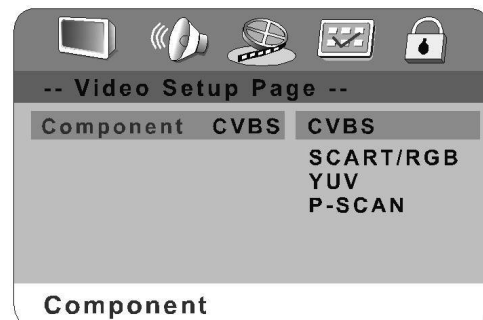 -- Video Setup Page --
Component CVBS CVBS
SCART/RGB
YUV
P-SCAN
Component